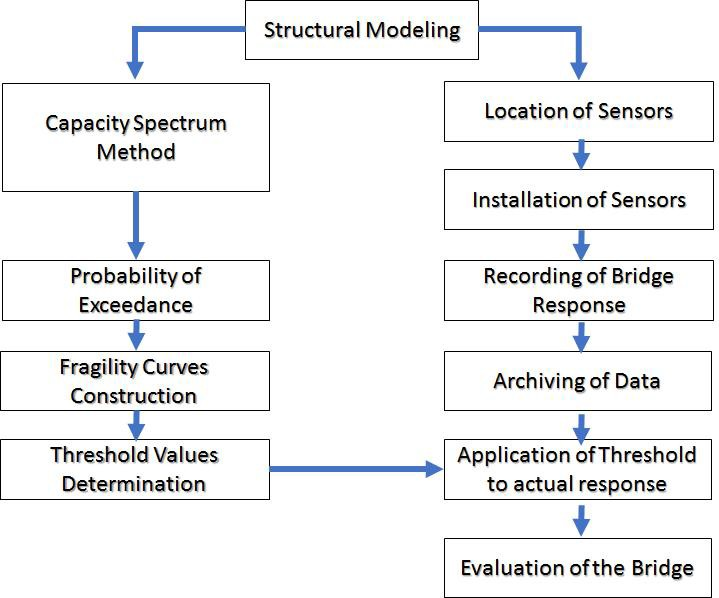 Structural Modeling
Capacity Spectrum
Method
Probability of
Exceedance
Fragility Curves
Construction
Threshold Values
Determination
Location of Sensors
Installation of Sensors
Recording of Bridge
Response
Archiving of Data
Application of Threshold
to actual response
Evaluation of the Bridge